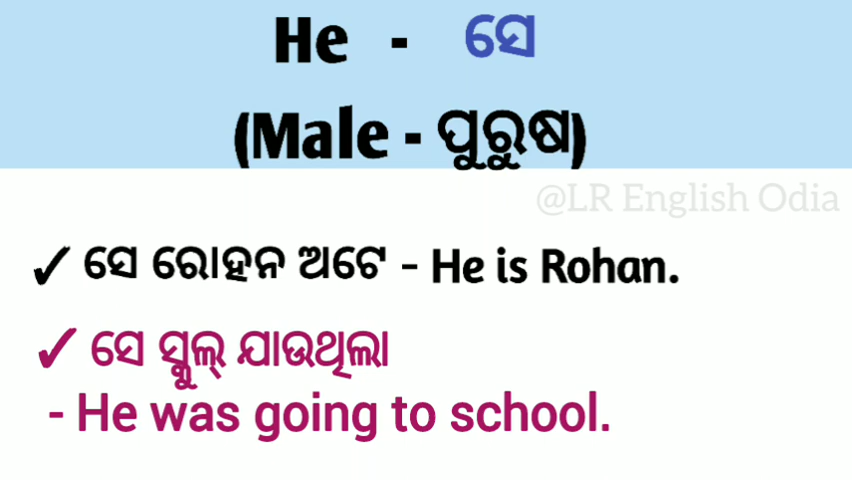 He - ସେ
(Male - ପୁରୁଷ)
@LR English Odia
✓ ସେ ରୋହନ ଅଟେ - He is Rohan.
✓ ସେ ସ୍କୁଲ୍ ଯାଉଥିଲା
- He was going to school.